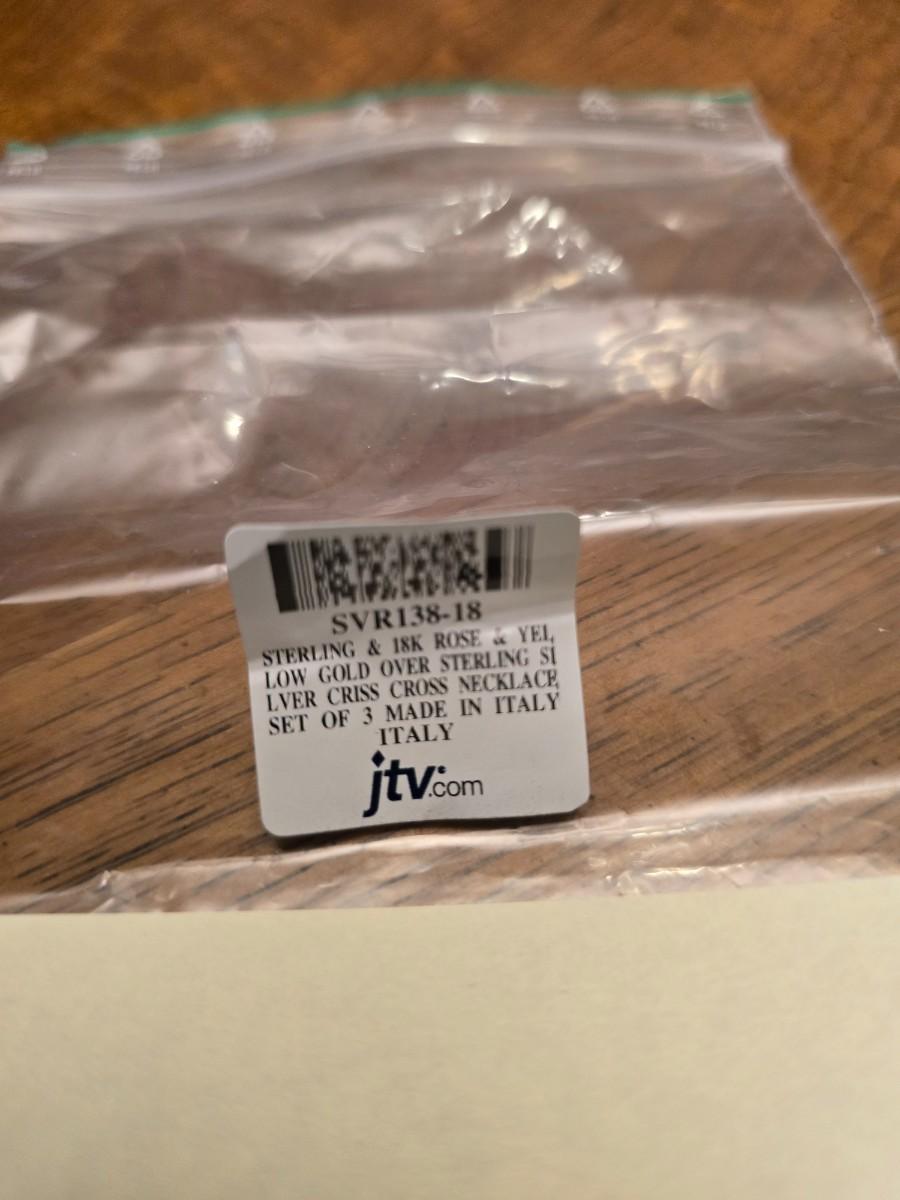 SVR138-18
STERLING & 18K ROSE & YEL
LOW GOLD OVER STERLING SI
LVER CRISS CROSS NECKLACE
SET OF 3 MADE IN ITALY
ITALY
jtv.com